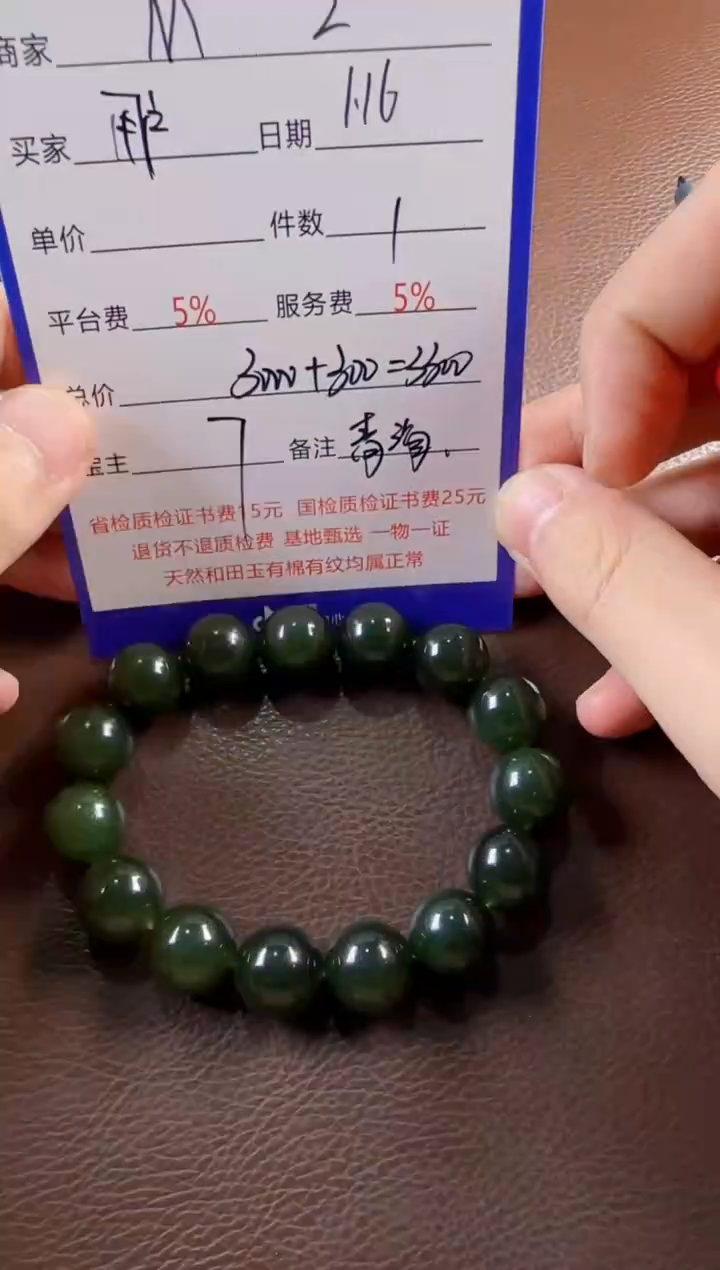 商家 M 2
买家 雨2 日期 1.16
单价 件数 1
平台费 5% 服务费 5%
总价 3000+300=3300
主 7 备注 青海.
省检质检证书费15元 国检质检证书费25元
退货不退质检费 基地甄选 一物一证
天然和田玉有棉有纹均属正常